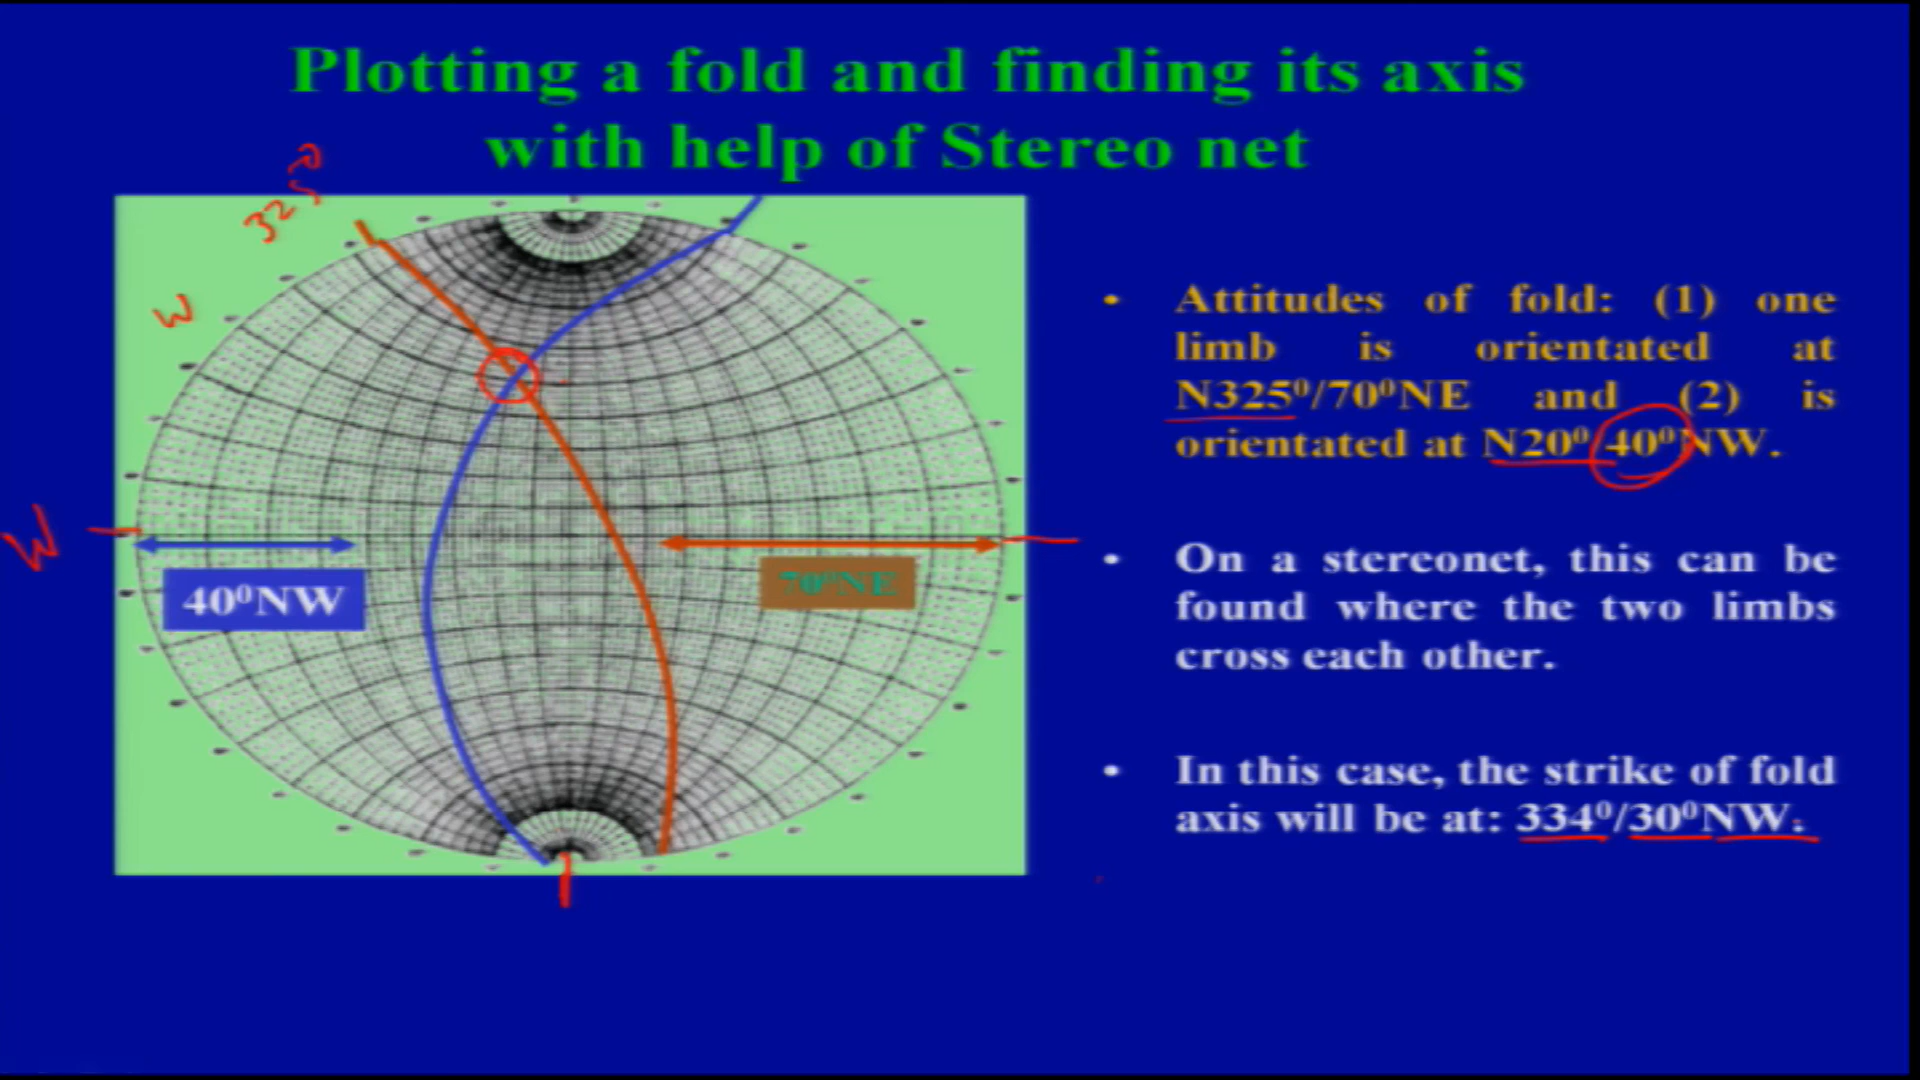 Plotting a fold and finding its axis
with help of Stereo net
325°
W
W
40⁰NW
70⁰NE
• Attitudes of fold: (1) one
limb is orientated at
N325⁰/70⁰NE and (2) is
orientated at N20⁰ 40⁰NW.
• On a stereonet, this can be
found where the two limbs
cross each other.
• In this case, the strike of fold
axis will be at: 334⁰/30⁰NW.